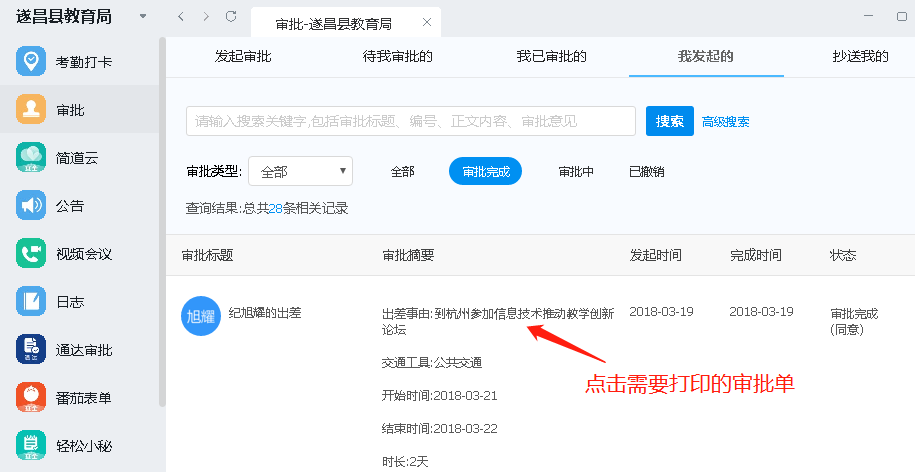 遂昌县教育局
审批-遂昌县教育局
考勤打卡
审批
简道云
公告
视频会议
日志
通达审批
番茄表单
轻松小秘
发起审批
待我审批的
我已审批的
我发起的
抄送我的
请输入搜索关键字,包括审批标题、编号、正文内容、审批意见
搜索
高级搜索
审批类型:
全部
全部
审批完成
审批中
已撤销
查询结果:总共28条相关记录
审批标题
审批摘要
发起时间
完成时间
状态
旭耀
纪旭耀的出差
出差事由:到杭州参加信息技术推动教学创新
论坛
2018-03-19
2018-03-19
审批完成
(同意)
交通工具:公共交通
点击需要打印的审批单
开始时间:2018-03-21
结束时间:2018-03-22
时长:2天